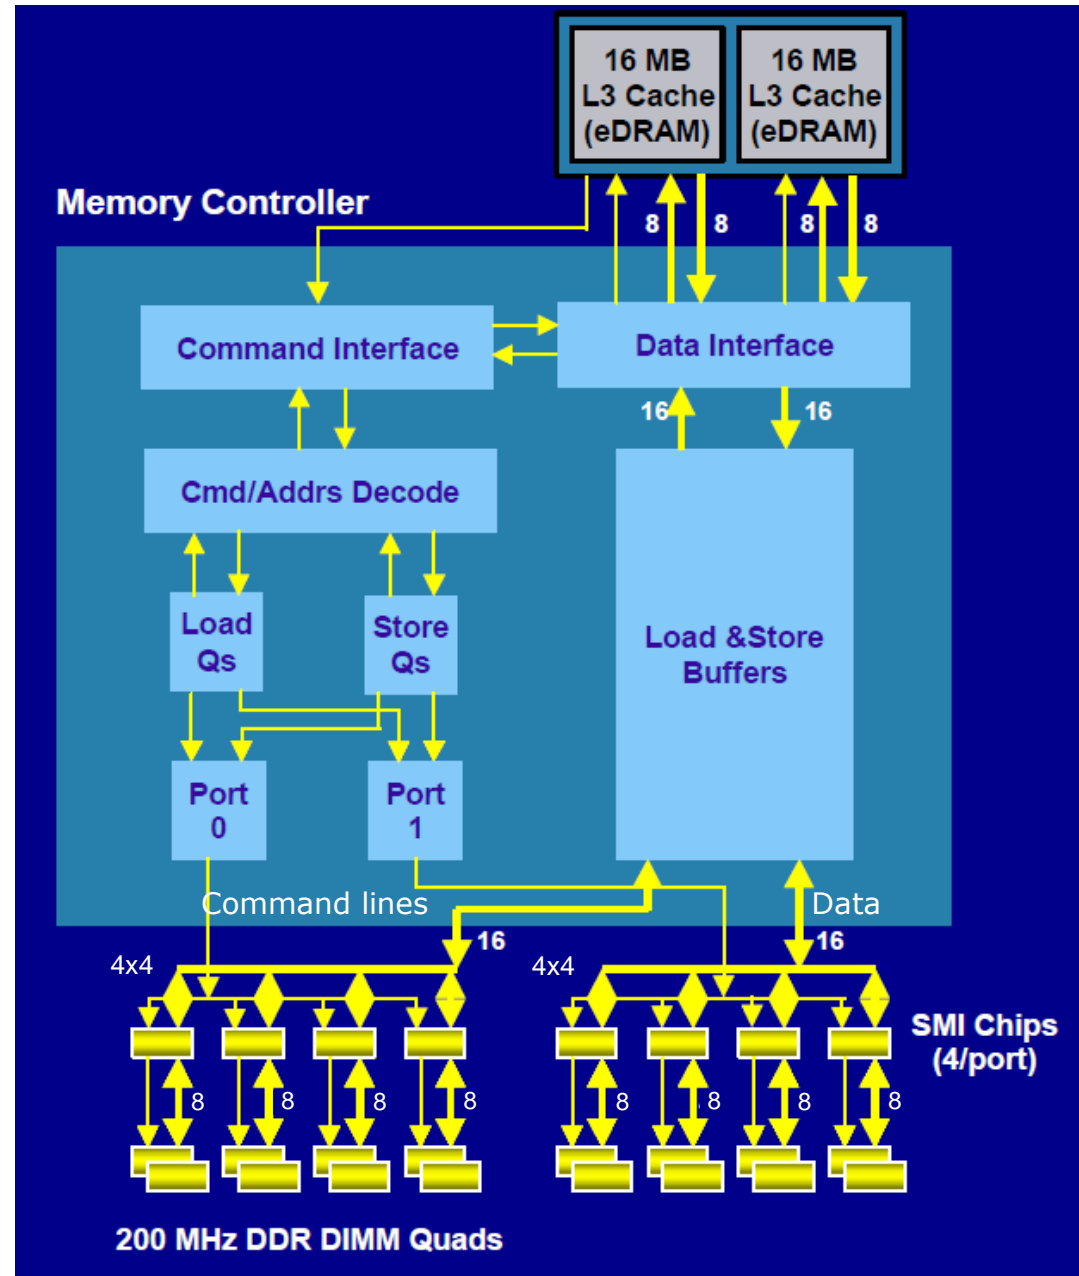 16 MB
L3 Cache
(eDRAM)
16 MB
L3 Cache
(eDRAM)
Memory Controller
8
8
8
8
Command Interface
Data Interface
16
16
Cmd/Addrs Decode
Load
Qs
Store
Qs
Load &Store
Buffers
Port
0
Port
1
Command lines
Data
16
16
4x4
4x4
SMI Chips
(4/port)
8
8
8
8
8
8
8
8
200 MHz DDR DIMM Quads